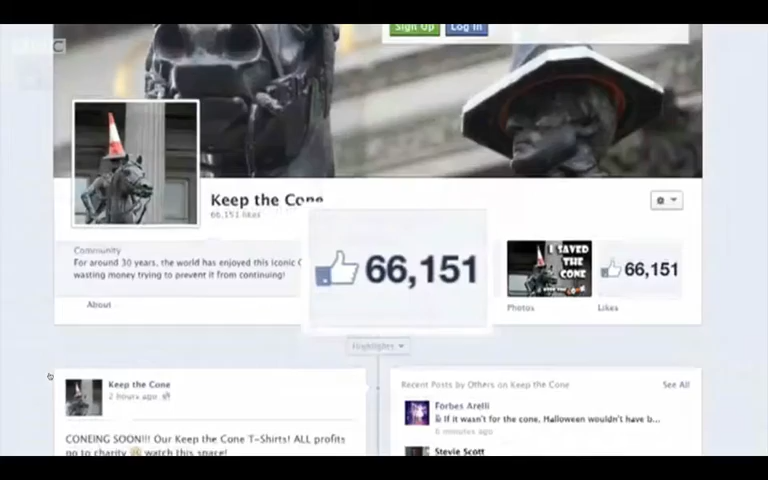 BBC
Sign Up Log In
Keep the Cone
66,151 likes
Community
For around 30 years, the world has enjoyed this iconic
wasting money trying to prevent it from continuing!
66,151
I SAVED
THE
CONE
66,151
About
Photos
Likes
Highlights
Keep the Cone
2 hours ago
CONEING SOON!!! Our Keep the Cone T-Shirts! ALL profits
go to charity watch this space!
Recent Posts by Others on Keep the Cone
See All
Forbes Arelli
If it wasn't for the cone, Halloween wouldn't have b...
6 minutes ago
Stevie Scott